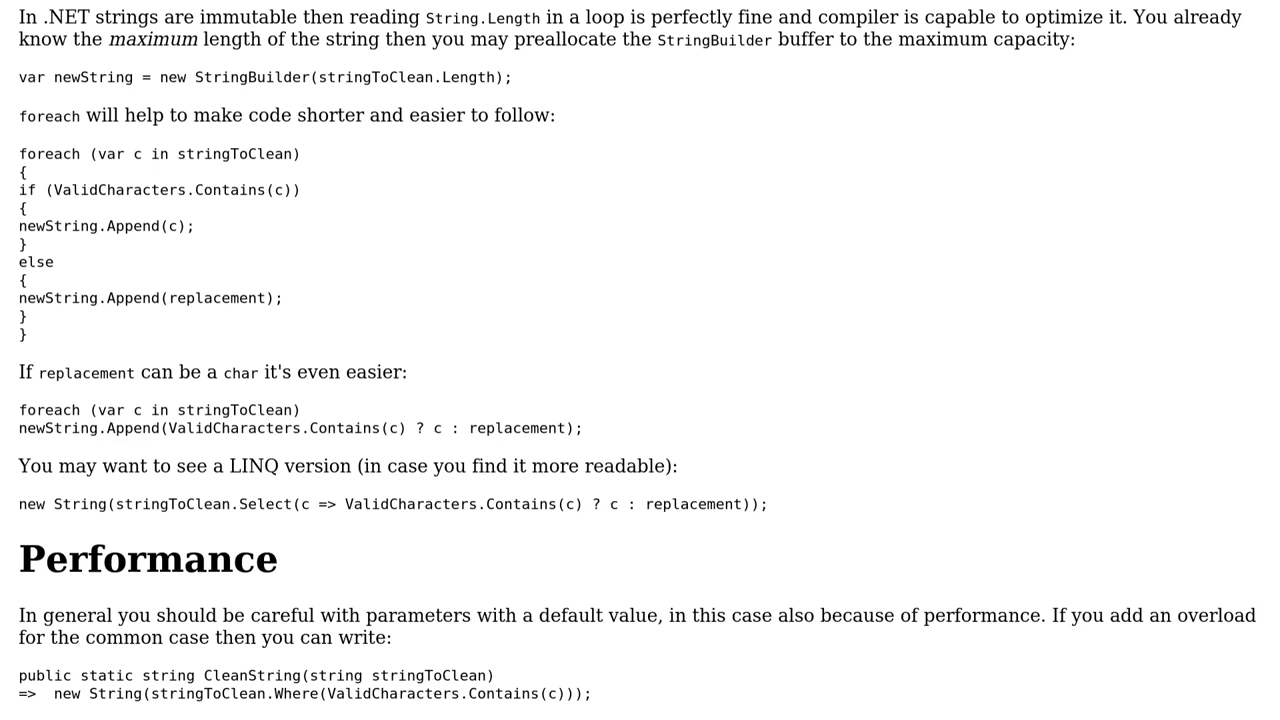 In .NET strings are immutable then reading String.Length in a loop is perfectly fine and compiler is capable to optimize it. You already
know the maximum length of the string then you may preallocate the StringBuilder buffer to the maximum capacity:
var newString = new StringBuilder(stringToClean.Length);
foreach will help to make code shorter and easier to follow:
foreach (var c in stringToClean)
{
if (ValidCharacters.Contains(c))
{
newString.Append(c);
}
else
{
newString.Append(replacement);
}
}
If replacement can be a char it's even easier:
foreach (var c in stringToClean)
newString.Append(ValidCharacters.Contains(c) ? c : replacement);
You may want to see a LINQ version (in case you find it more readable):
new String(stringToClean.Select(c => ValidCharacters.Contains(c) ? c : replacement));
Performance
In general you should be careful with parameters with a default value, in this case also because of performance. If you add an overload
for the common case then you can write:
public static string CleanString(string stringToClean)
=>  new String(stringToClean.Where(ValidCharacters.Contains(c)));